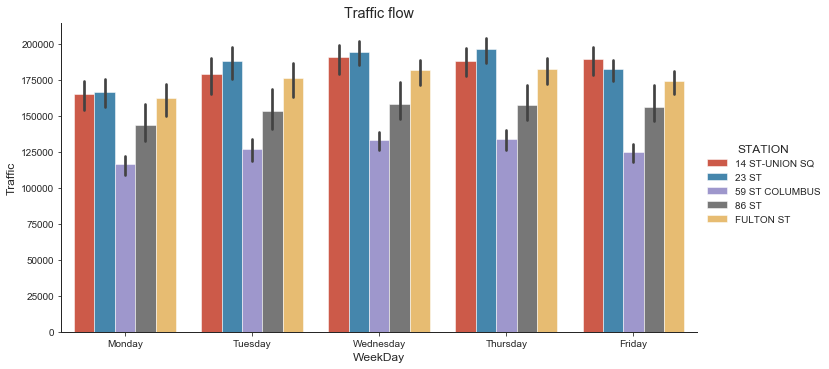 Traffic flow
200000
175000
150000
125000
100000
75000
50000
25000
0
Traffic
Monday
Tuesday
Wednesday
Thursday
Friday
WeekDay
STATION
14 ST-UNION SQ
23 ST
59 ST COLUMBUS
86 ST
FULTON ST